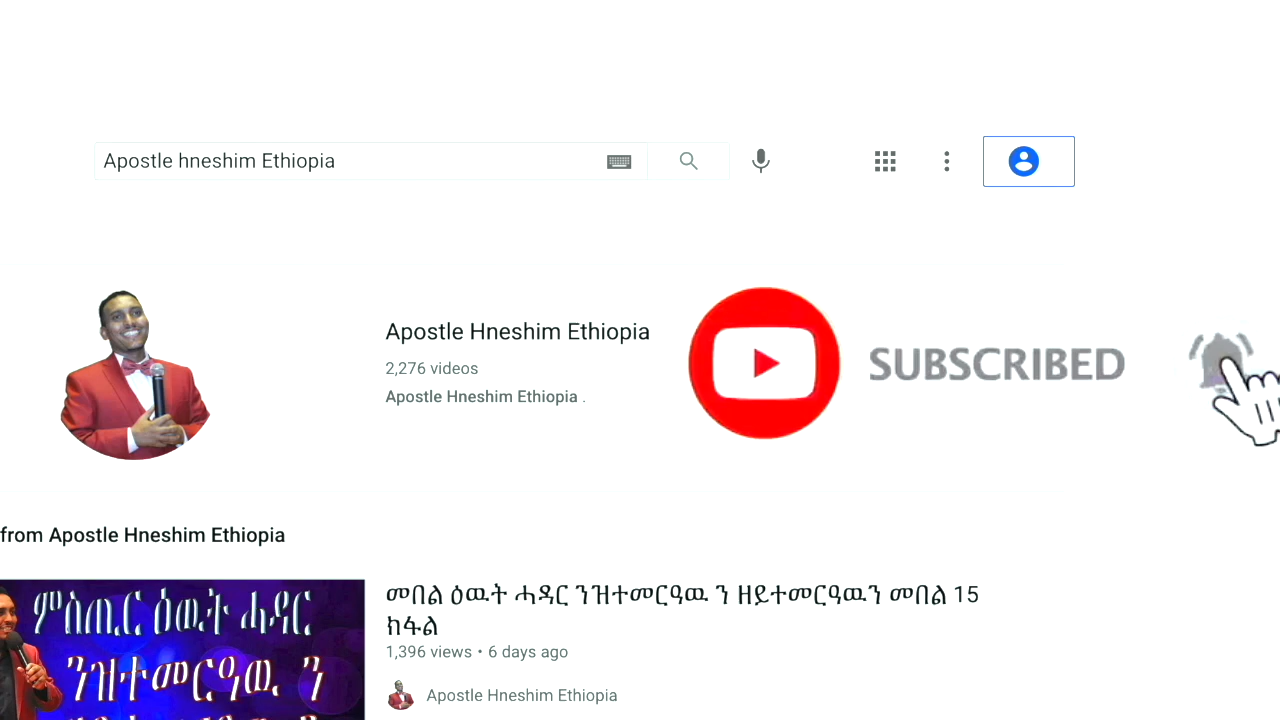 Apostle hneshim Ethiopia
Apostle Hneshim Ethiopia
2,276 videos
Apostle Hneshim Ethiopia .
SUBSCRIBED
from Apostle Hneshim Ethiopia
መበል ዕዉት ሓዳር ንዝተመርዓዉ ን ዘይተመርዓዉን መበል 15
ክፋል
1,396 views • 6 days ago
Apostle Hneshim Ethiopia
ምስጢር ዕዉት ሓዳር
ንዝተመርዓዉ ን